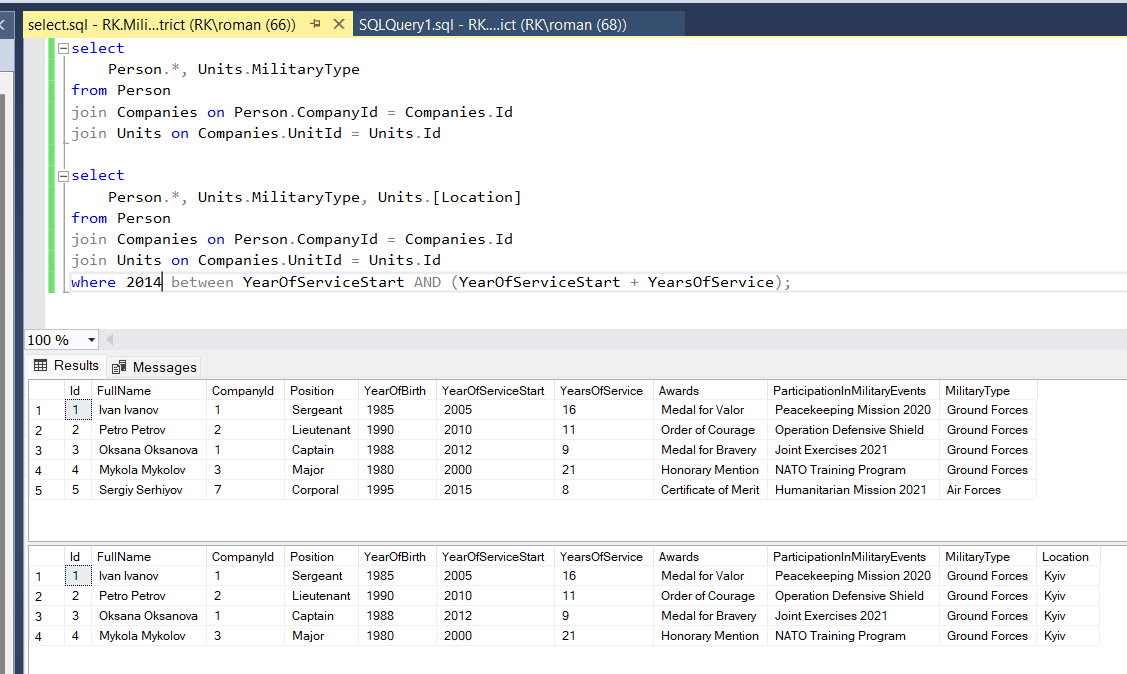 select.sql - RK.Mili...trict (RK\roman (66)) SQLQuery1.sql - RK....ict (RK\roman (68))
select
Person.*, Units.MilitaryType
from Person
join Companies on Person.CompanyId = Companies.Id
join Units on Companies.UnitId = Units.Id
select
Person.*, Units.MilitaryType, Units.[Location]
from Person
join Companies on Person.CompanyId = Companies.Id
join Units on Companies.UnitId = Units.Id
where 2014 between YearOfServiceStart AND (YearOfServiceStart + YearsOfService);
100 %
Results Messages
Id FullName CompanyId Position YearOfBirth YearOfServiceStart YearsOfService Awards ParticipationInMilitaryEvents MilitaryType
1 1 Ivan Ivanov 1 Sergeant 1985 2005 16 Medal for Valor Peacekeeping Mission 2020 Ground Forces
2 2 Petro Petrov 2 Lieutenant 1990 2010 11 Order of Courage Operation Defensive Shield Ground Forces
3 3 Oksana Oksanova 1 Captain 1988 2012 9 Medal for Bravery Joint Exercises 2021 Ground Forces
4 4 Mykola Mykolov 3 Major 1980 2000 21 Honorary Mention NATO Training Program Ground Forces
5 5 Sergiy Serhiyov 7 Corporal 1995 2015 8 Certificate of Merit Humanitarian Mission 2021 Air Forces
Id FullName CompanyId Position YearOfBirth YearOfServiceStart YearsOfService Awards ParticipationInMilitaryEvents MilitaryType Location
1 1 Ivan Ivanov 1 Sergeant 1985 2005 16 Medal for Valor Peacekeeping Mission 2020 Ground Forces Kyiv
2 2 Petro Petrov 2 Lieutenant 1990 2010 11 Order of Courage Operation Defensive Shield Ground Forces Kyiv
3 3 Oksana Oksanova 1 Captain 1988 2012 9 Medal for Bravery Joint Exercises 2021 Ground Forces Kyiv
4 4 Mykola Mykolov 3 Major 1980 2000 21 Honorary Mention NATO Training Program Ground Forces Kyiv